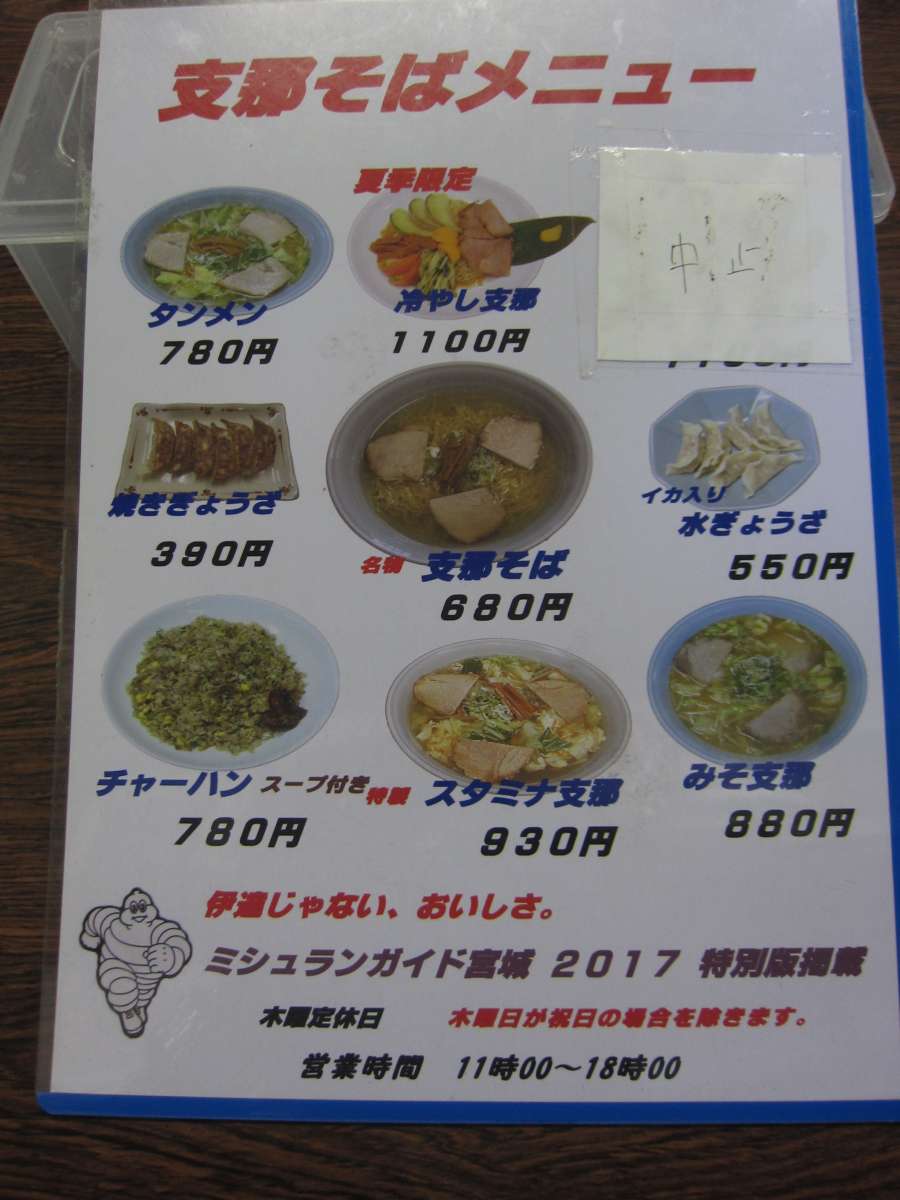 支那そばメニュー
夏季限定
タンメン
780円
冷やし支那
1100円
中止
焼きぎょうざ
390円
名物 支那そば
680円
イカ入り
水ぎょうざ
550円
チャーハン スープ付き
780円
特製 スタミナ支那
930円
みそ支那
880円
伊達じゃない、おいしさ。
ミシュランガイド宮城 2017 特別版掲載
木曜定休日 木曜日が祝日の場合を除きます。
営業時間 11時00〜18時00